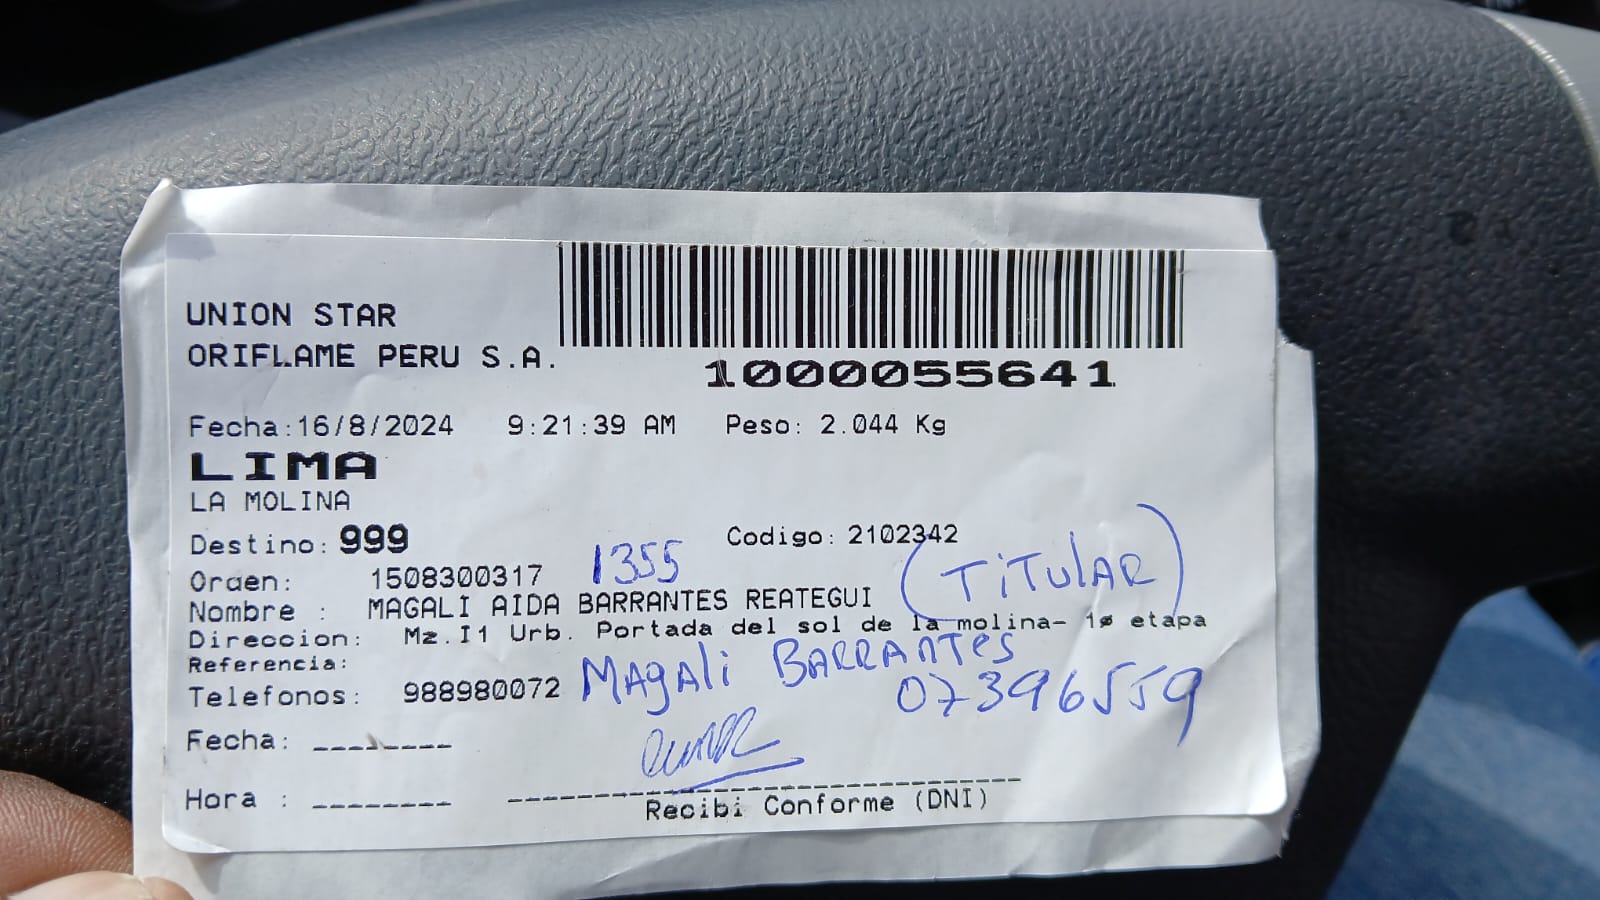 UNION STAR
ORIFLAME PERU S.A.
1000055641
Fecha:16/8/2024 9:21:39 AM Peso: 2.044 Kg
LIMA
LA MOLINA
Destino: 999 Codigo: 2102342
Orden: 1508300317 1355 (TiTulAR)
Nombre : MAGALI AIDA BARRANTES REATEGUI
Direccion: Mz.I1 Urb. Portada del sol de la molina- 1ø etapa
Referencia:
Telefonos: 988980072 MAgAli BARRANTes
07396559
Fecha: ________
Hora : ________
Recibi Conforme (DNI)